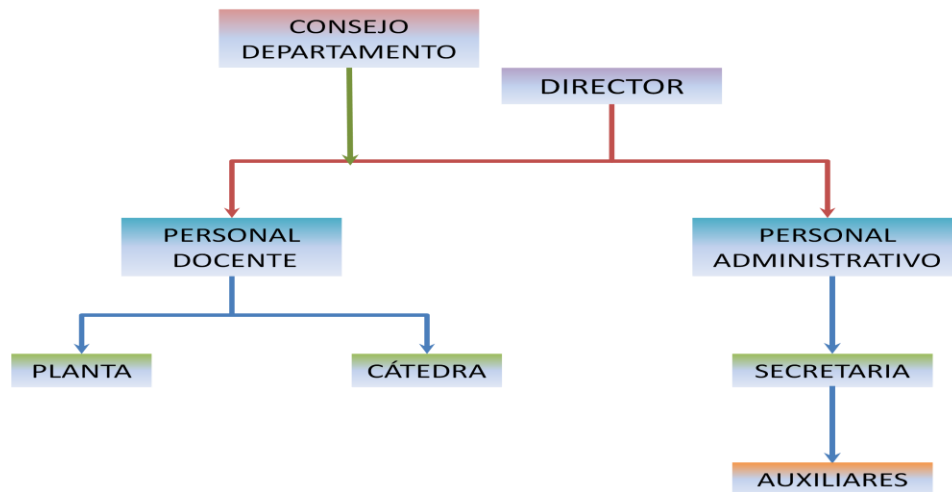 CONSEJO
DEPARTAMENTO
DIRECTOR
PERSONAL
DOCENTE
PERSONAL
ADMINISTRATIVO
PLANTA
CÁTEDRA
SECRETARIA
AUXILIARES